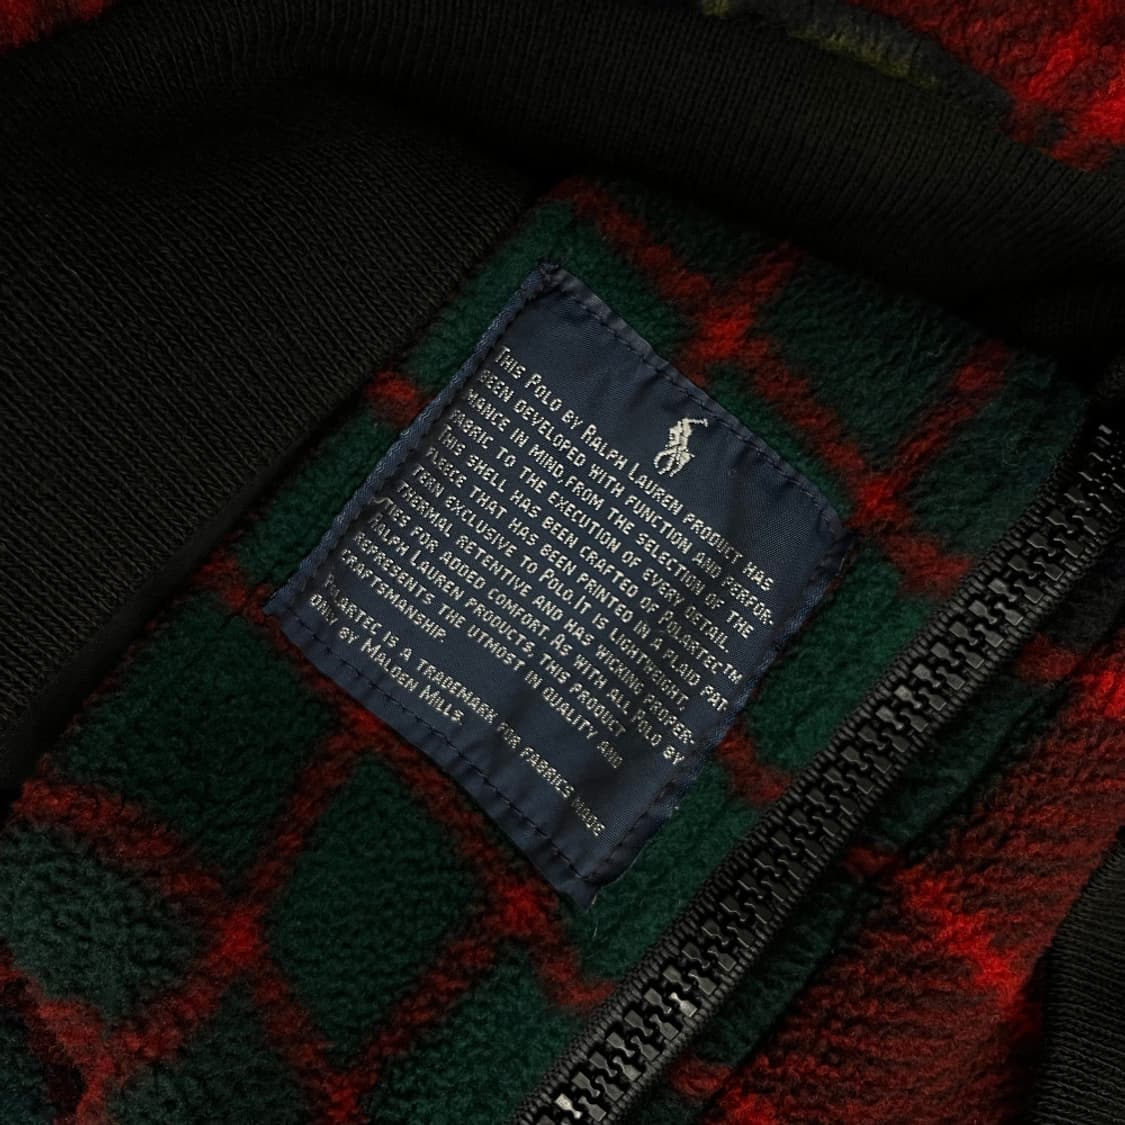 This Polo by Ralph Lauren product has
been developed with function and perfor-
mance in mind, from the selection of the
fabric to the execution of every detail.
This shell has been crafted of Polartec™
fleece that has been printed in a plaid pat-
tern exclusive to Polo. It is lightweight,
thermal retentive and has wicking proper-
ties for added comfort. As with all Polo by
Ralph Lauren products, this product
represents the utmost in quality and
craftsmanship.
Polartec is a trademark for fabrics made
only by Malden Mills.